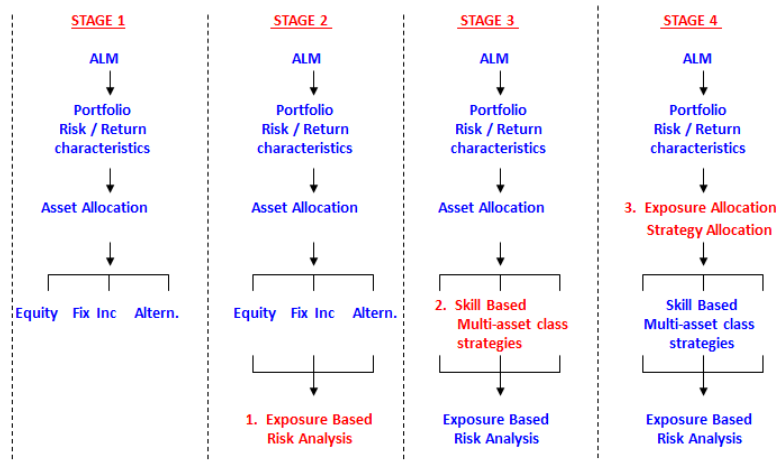 STAGE 1
ALM
Portfolio
Risk / Return
characteristics
Asset Allocation
Equity Fix Inc Altern.
STAGE 2
ALM
Portfolio
Risk / Return
characteristics
Asset Allocation
Equity Fix Inc Altern.
1. Exposure Based
Risk Analysis
STAGE 3
ALM
Portfolio
Risk / Return
characteristics
Asset Allocation
2. Skill Based
Multi-asset class
strategies
Exposure Based
Risk Analysis
STAGE 4
ALM
Portfolio
Risk / Return
characteristics
3. Exposure Allocation
Strategy Allocation
Skill Based
Multi-asset class
strategies
Exposure Based
Risk Analysis